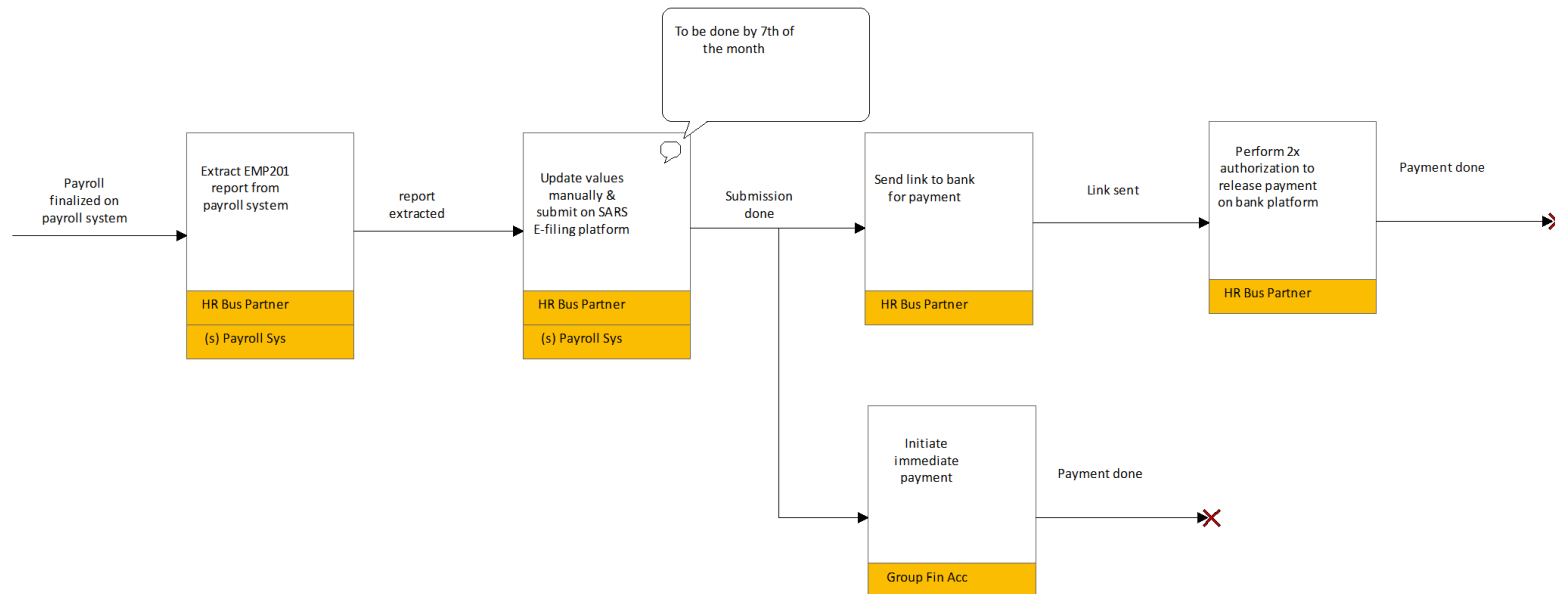 To be done by 7th of
the month
Payroll
finalized on
payroll system
Extract EMP201
report from
payroll system
HR Bus Partner
(s) Payroll Sys
report
extracted
Update values
manually &
submit on SARS
E-filing platform
HR Bus Partner
(s) Payroll Sys
Submission
done
Send link to bank
for payment
HR Bus Partner
Link sent
Perform 2x
authorization to
release payment
on bank platform
HR Bus Partner
Payment done
Initiate
immediate
payment
Group Fin Acc
Payment done